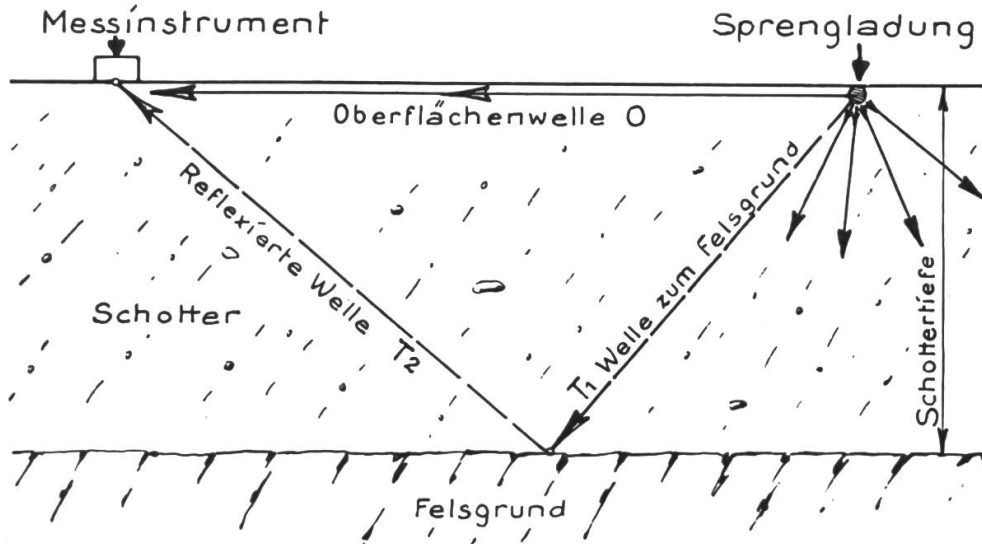 Messinstrument
Sprengladung
Oberflächenwelle O
Reflexierte Welle T2
T1 Welle zum Felsgrund
Schottertiefe
Schotter
Felsgrund